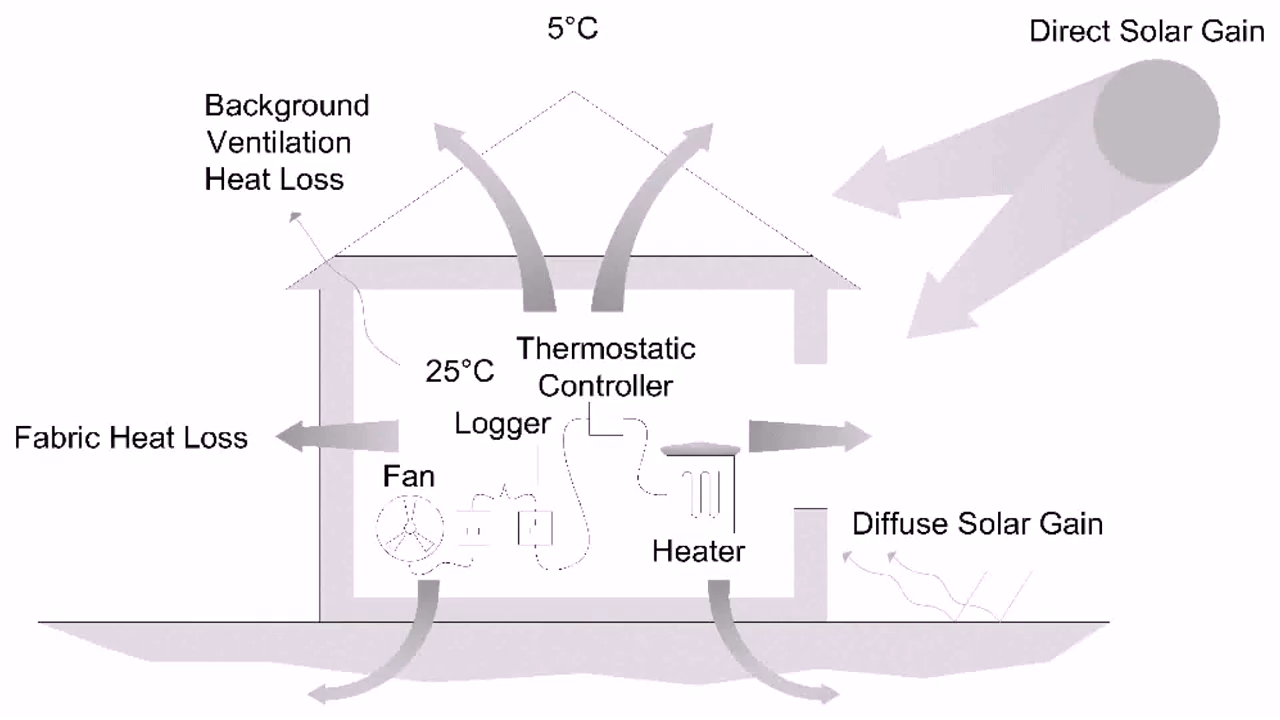 5°C
Direct Solar Gain
Background
Ventilation
Heat Loss
Thermostatic
Controller
25°C
Logger
Fabric Heat Loss
Fan
Heater
Diffuse Solar Gain